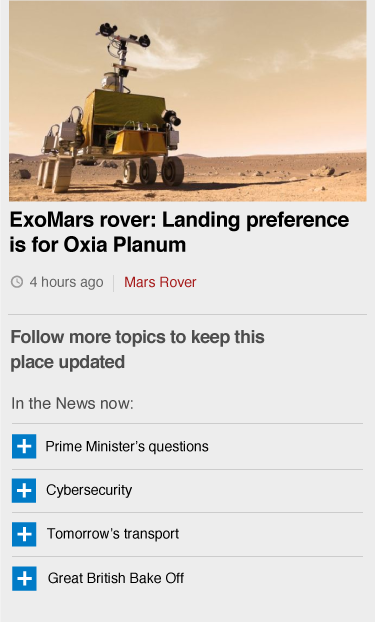 ExoMars rover: Landing preference
is for Oxia Planum
4 hours ago | Mars Rover
Follow more topics to keep this
place updated
In the News now:
Prime Minister's questions
Cybersecurity
Tomorrow's transport
Great British Bake Off